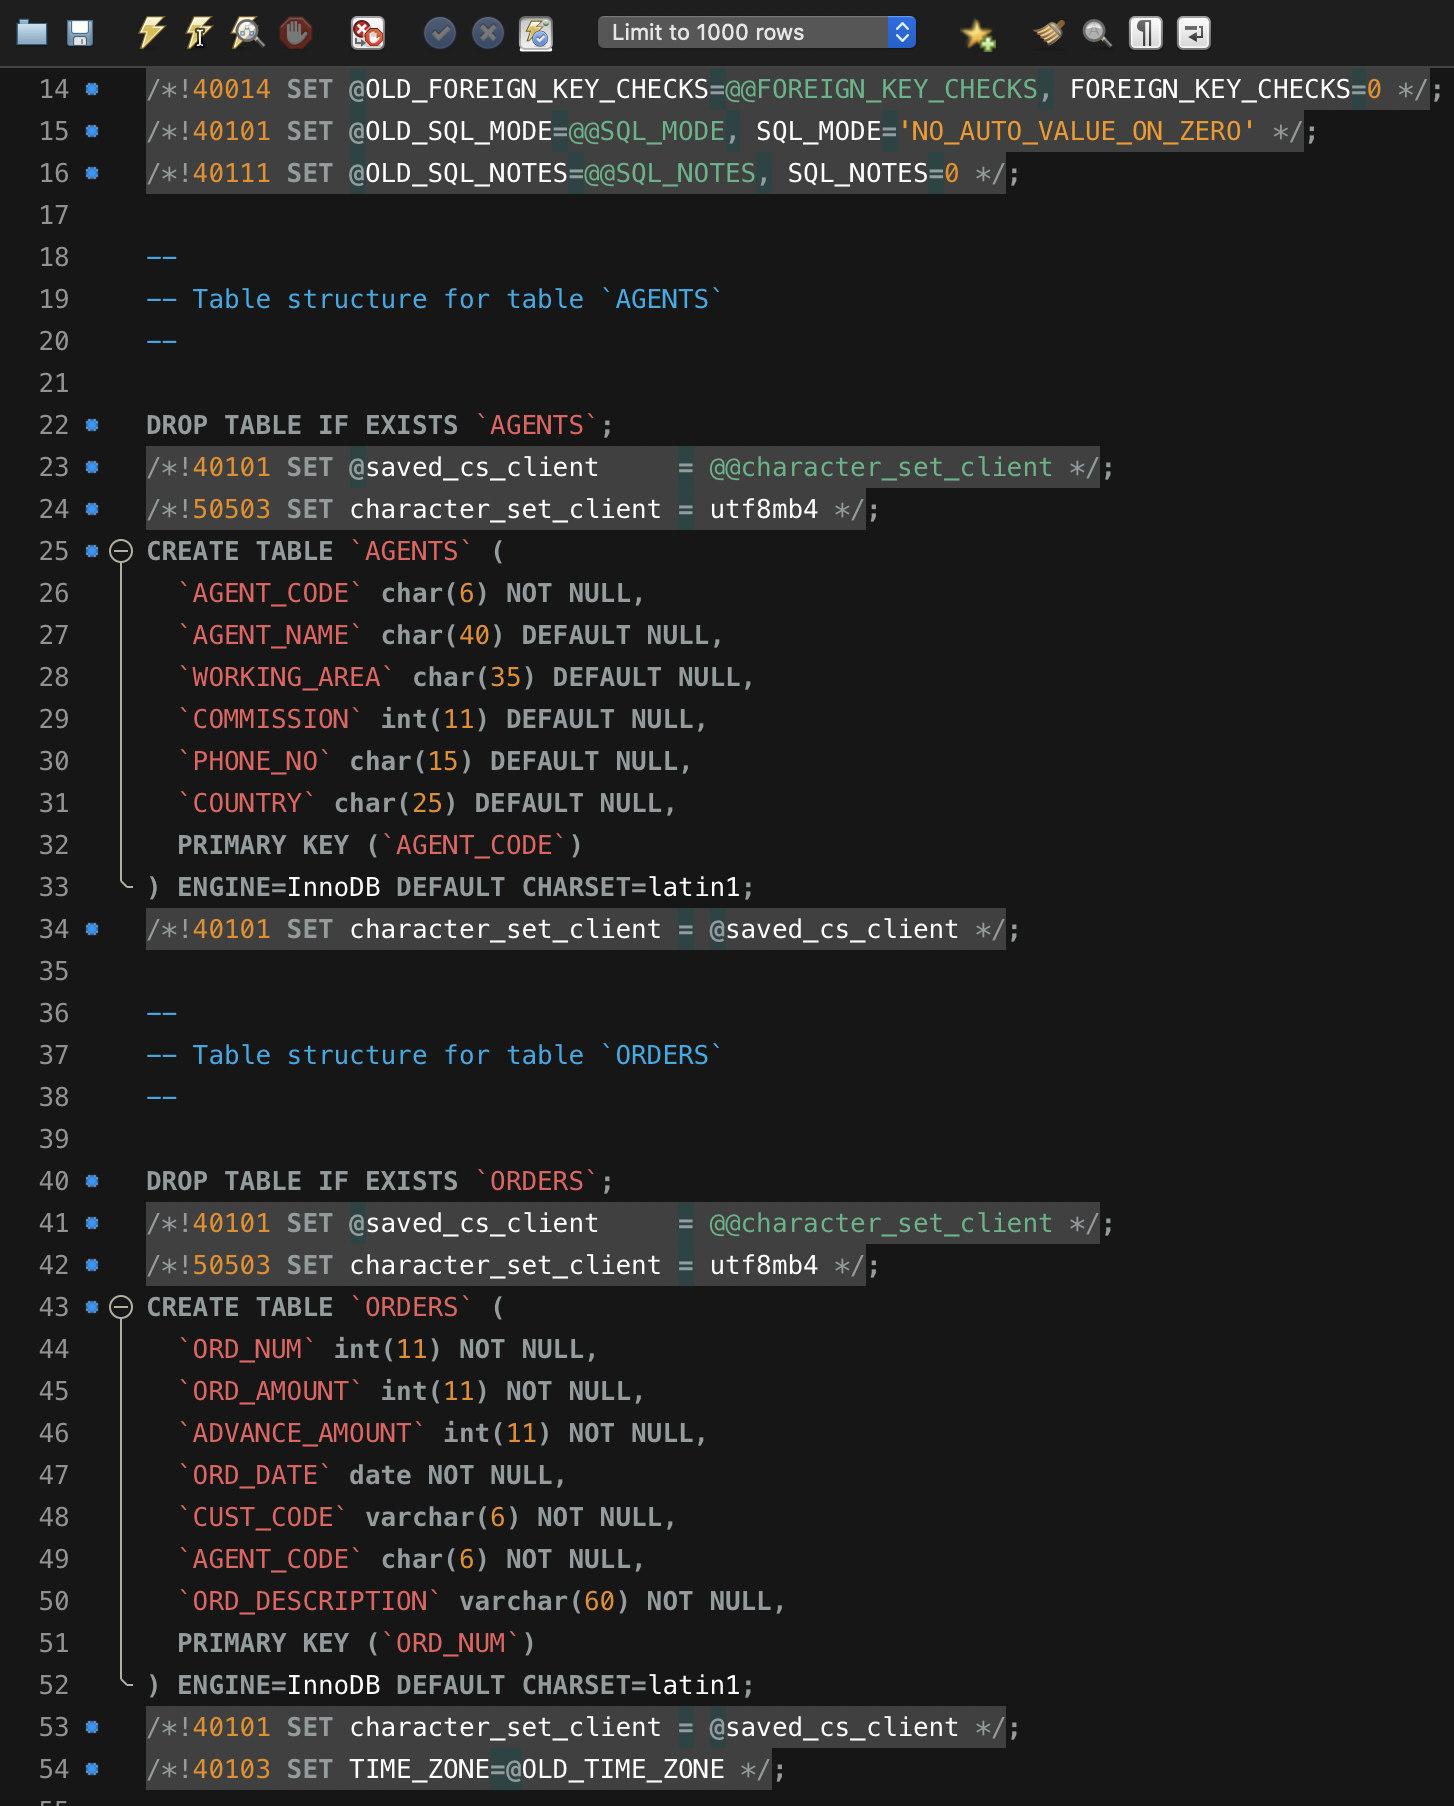 Limit to 1000 rows
14 /*!40014 SET @OLD_FOREIGN_KEY_CHECKS=@@FOREIGN_KEY_CHECKS, FOREIGN_KEY_CHECKS=0 */;
15 /*!40101 SET @OLD_SQL_MODE=@@SQL_MODE, SQL_MODE='NO_AUTO_VALUE_ON_ZERO' */;
16 /*!40111 SET @OLD_SQL_NOTES=@@SQL_NOTES, SQL_NOTES=0 */;
17
18 --
19 -- Table structure for table `AGENTS`
20 --
21
22 DROP TABLE IF EXISTS `AGENTS`;
23 /*!40101 SET @saved_cs_client     = @@character_set_client */;
24 /*!50503 SET character_set_client = utf8mb4 */;
25 CREATE TABLE `AGENTS` (
26   `AGENT_CODE` char(6) NOT NULL,
27   `AGENT_NAME` char(40) DEFAULT NULL,
28   `WORKING_AREA` char(35) DEFAULT NULL,
29   `COMMISSION` int(11) DEFAULT NULL,
30   `PHONE_NO` char(15) DEFAULT NULL,
31   `COUNTRY` char(25) DEFAULT NULL,
32   PRIMARY KEY (`AGENT_CODE`)
33 ) ENGINE=InnoDB DEFAULT CHARSET=latin1;
34 /*!40101 SET character_set_client = @saved_cs_client */;
35
36 --
37 -- Table structure for table `ORDERS`
38 --
39
40 DROP TABLE IF EXISTS `ORDERS`;
41 /*!40101 SET @saved_cs_client     = @@character_set_client */;
42 /*!50503 SET character_set_client = utf8mb4 */;
43 CREATE TABLE `ORDERS` (
44   `ORD_NUM` int(11) NOT NULL,
45   `ORD_AMOUNT` int(11) NOT NULL,
46   `ADVANCE_AMOUNT` int(11) NOT NULL,
47   `ORD_DATE` date NOT NULL,
48   `CUST_CODE` varchar(6) NOT NULL,
49   `AGENT_CODE` char(6) NOT NULL,
50   `ORD_DESCRIPTION` varchar(60) NOT NULL,
51   PRIMARY KEY (`ORD_NUM`)
52 ) ENGINE=InnoDB DEFAULT CHARSET=latin1;
53 /*!40101 SET character_set_client = @saved_cs_client */;
54 /*!40103 SET TIME_ZONE=@OLD_TIME_ZONE */;
55